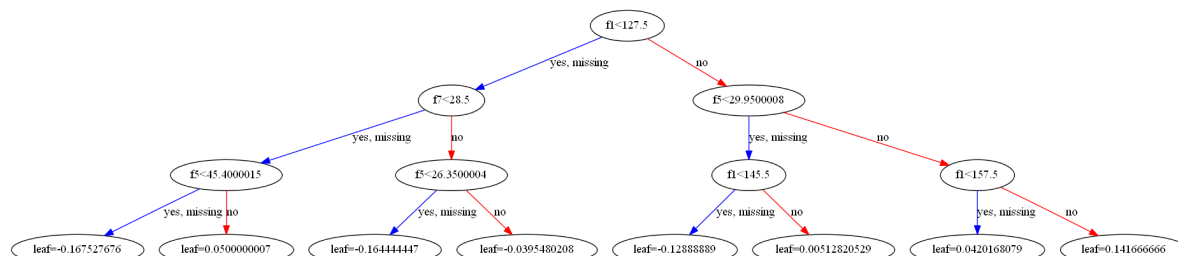 f1<127.5
yes, missing
no
f7<28.5
f5<29.9500008
yes, missing
no
yes, missing
no
f5<45.4000015
f5<26.3500004
f1<145.5
f1<157.5
yes, missing
no
yes, missing
no
yes, missing
no
yes, missing
no
leaf=-0.167527676
leaf=0.0500000007
leaf=-0.164444447
leaf=-0.0395480208
leaf=-0.12888889
leaf=0.00512820529
leaf=0.0420168079
leaf=0.141666666